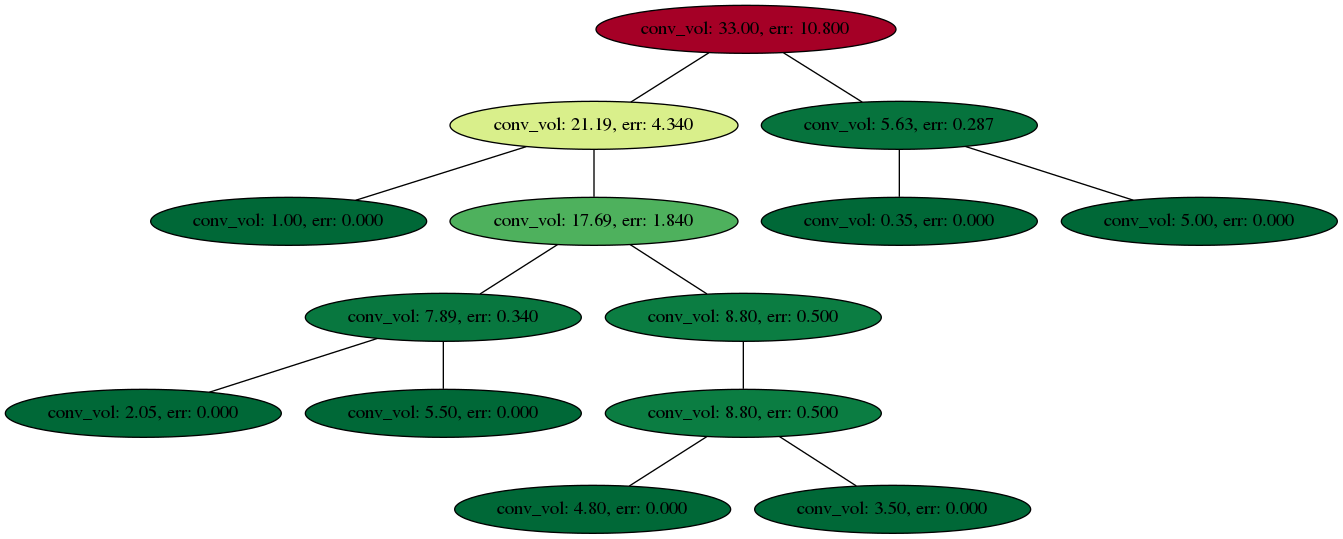 conv_vol: 33.00, err: 10.800
conv_vol: 21.19, err: 4.340
conv_vol: 5.63, err: 0.287
conv_vol: 1.00, err: 0.000
conv_vol: 17.69, err: 1.840
conv_vol: 0.35, err: 0.000
conv_vol: 5.00, err: 0.000
conv_vol: 7.89, err: 0.340
conv_vol: 8.80, err: 0.500
conv_vol: 2.05, err: 0.000
conv_vol: 5.50, err: 0.000
conv_vol: 8.80, err: 0.500
conv_vol: 4.80, err: 0.000
conv_vol: 3.50, err: 0.000